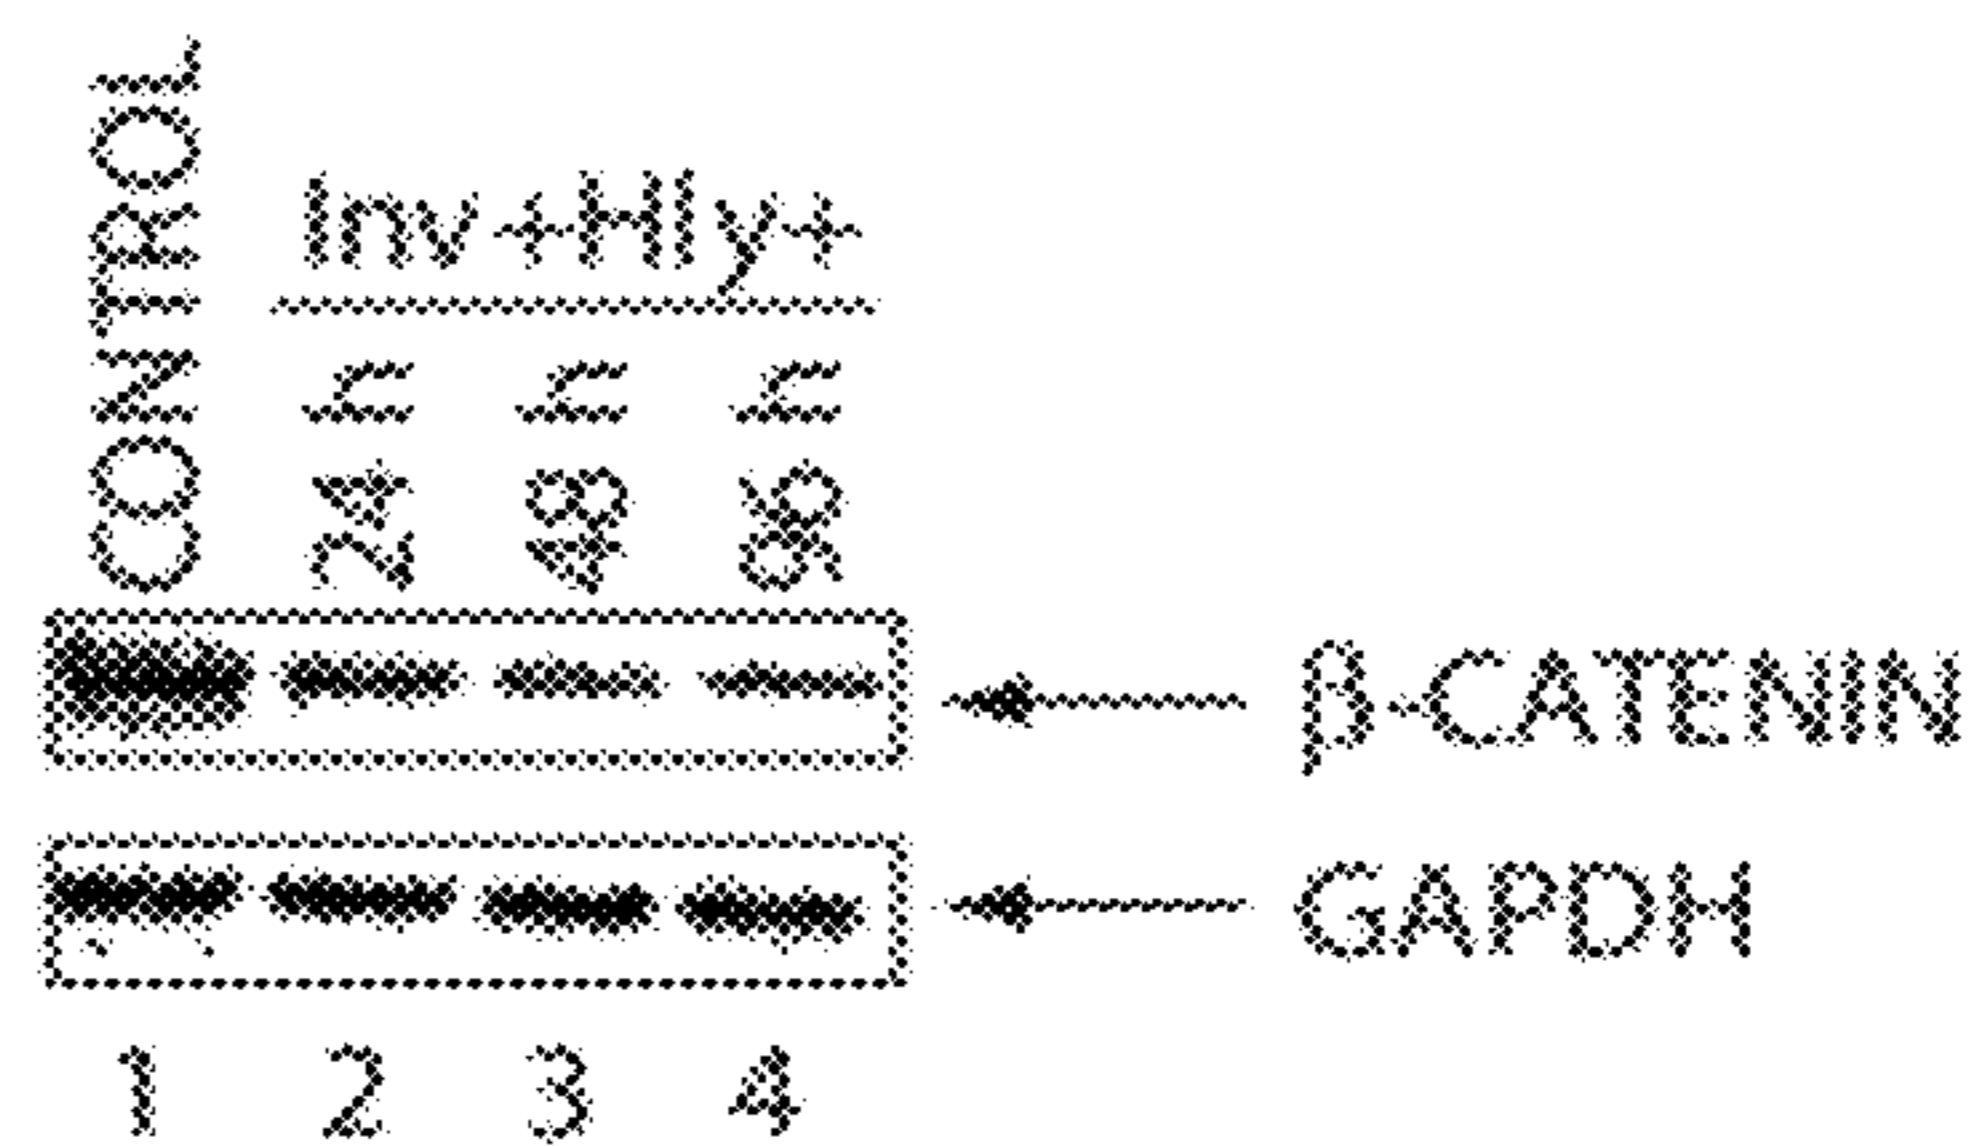 CONTROL
Inv+Hly+
24 h
48 h
96 h
β-CATENIN
GAPDH
1 2 3 4